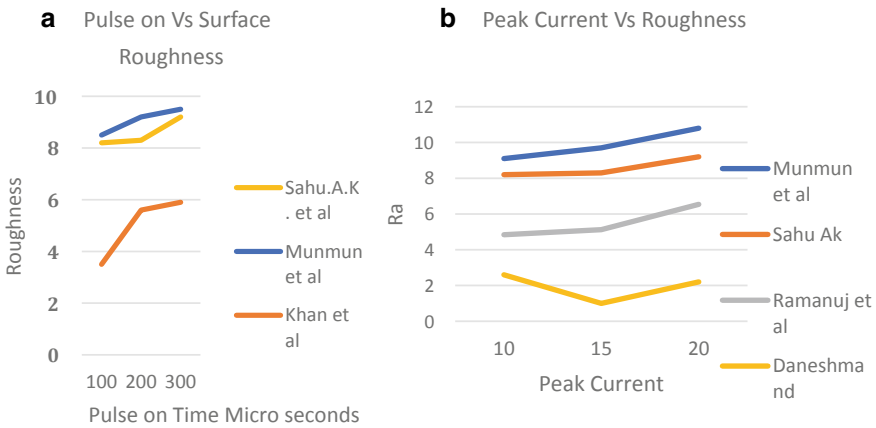 a Pulse on Vs Surface
Roughness
10
8
6
4
2
0
Roughness
100 200 300
Pulse on Time Micro seconds
Sahu.A.K
. et al
Munmun
et al
Khan et
al
b Peak Current Vs Roughness
12
10
8
6
4
2
0
Ra
10 15 20
Peak Current
Munmun
et al
Sahu Ak
Ramanuj et
al
Daneshma
nd